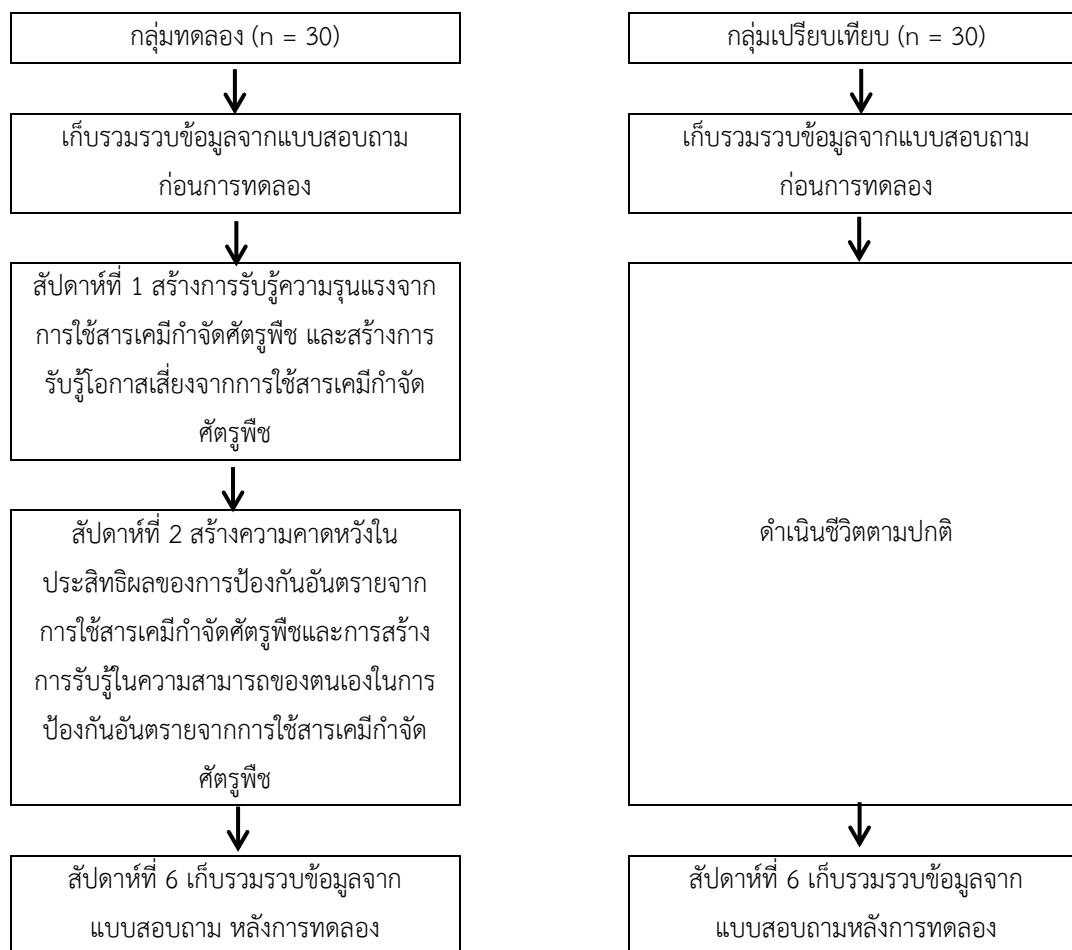 กลุ่มทดลอง (n = 30)
เก็บรวมรวบข้อมูลจากแบบสอบถาม
ก่อนการทดลอง
สัปดาห์ที่ 1 สร้างการรับรู้ความรุนแรงจาก
การใช้สารเคมีกำจัดศัตรูพืช และสร้างการ
รับรู้โอกาสเสี่ยงจากการใช้สารเคมีกำจัด
ศัตรูพืช
สัปดาห์ที่ 2 สร้างความคาดหวังใน
ประสิทธิผลของการป้องกันอันตรายจาก
การใช้สารเคมีกำจัดศัตรูพืชและการสร้าง
การรับรู้ในความสามารถของตนเองในการ
ป้องกันอันตรายจากการใช้สารเคมีกำจัด
ศัตรูพืช
สัปดาห์ที่ 6 เก็บรวมรวบข้อมูลจาก
แบบสอบถาม หลังการทดลอง
กลุ่มเปรียบเทียบ (n = 30)
เก็บรวมรวบข้อมูลจากแบบสอบถาม
ก่อนการทดลอง
ดำเนินชีวิตตามปกติ
สัปดาห์ที่ 6 เก็บรวมรวบข้อมูลจาก
แบบสอบถามหลังการทดลอง